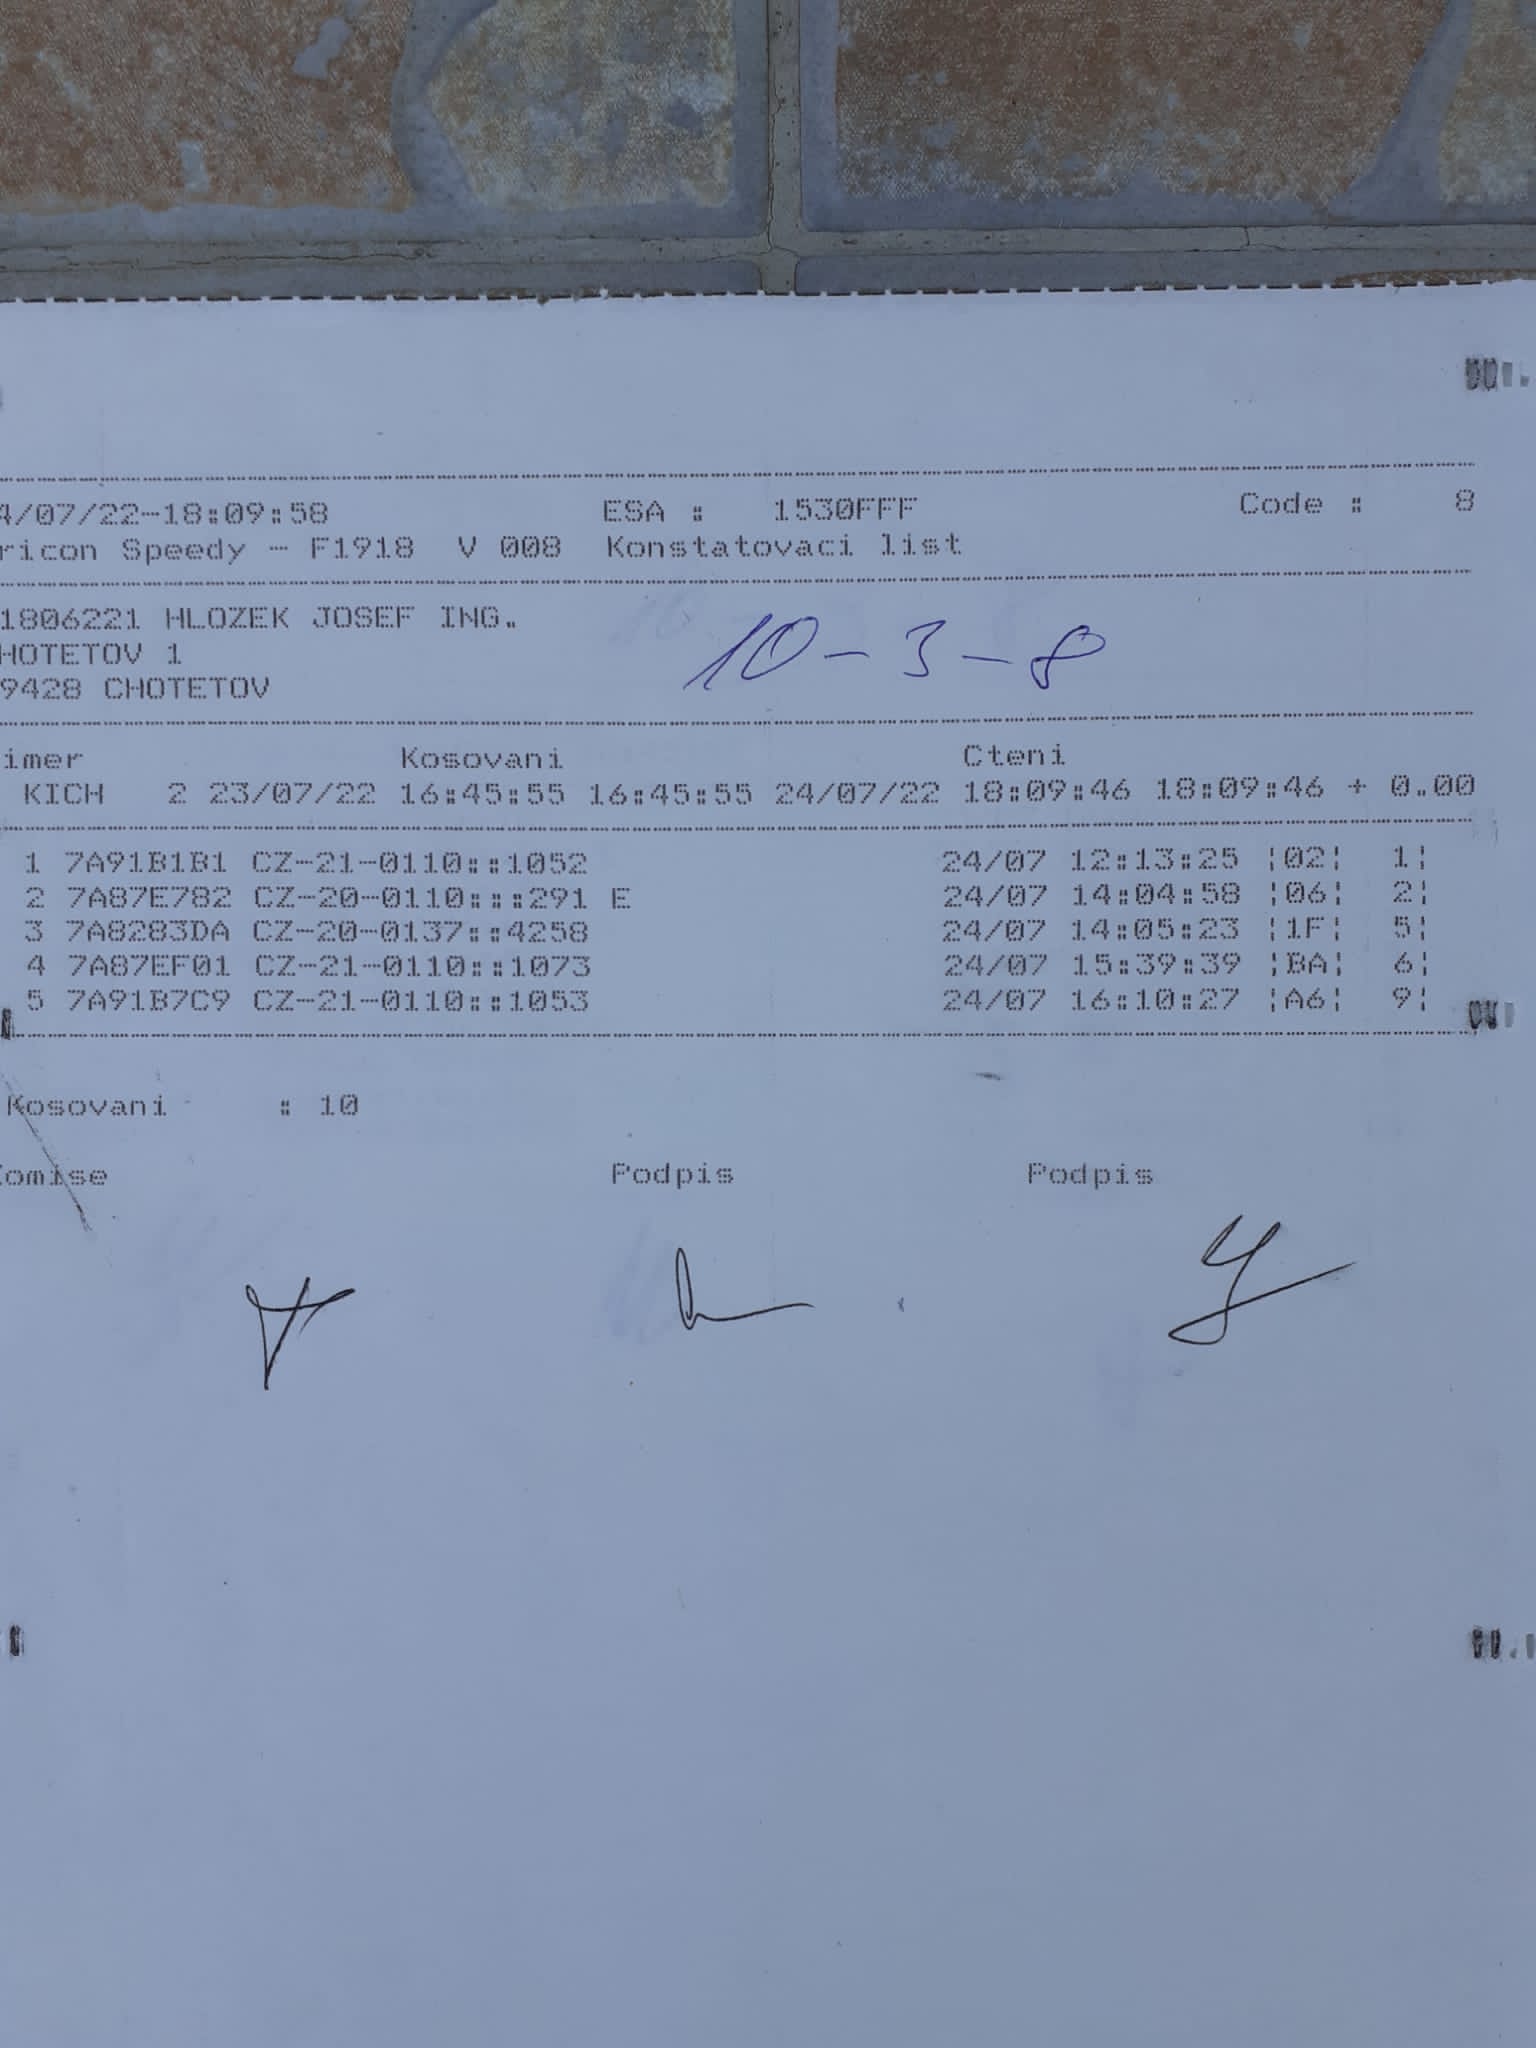 4/07/22-18:09:58 ESA : 1530FFF Code : 8
ricon Speedy - F1918 V 008 Konstatovaci list
1806221 HLOZEK JOSEF ING.
HOTETOV 1
10-3-8
9428 CHOTETOV
imer Kosovani Cteni
KICH 2 23/07/22 16:45:55 16:45:55 24/07/22 18:09:46 18:09:46 + 0.00
1 7A91B1B1 CZ-21-0110::1052 24/07 12:13:25 ¦02¦ 1¦
2 7A87E782 CZ-20-0110:::291 E 24/07 14:04:58 ¦06¦ 2¦
3 7A8283DA CZ-20-0137::4258 24/07 14:05:23 ¦1F¦ 5¦
4 7A87EF01 CZ-21-0110::1073 24/07 15:39:39 ¦BA¦ 6¦
5 7A91B7C9 CZ-21-0110::1053 24/07 16:10:27 ¦A6¦ 9¦
Kosovani : 10
omise Podpis Podpis